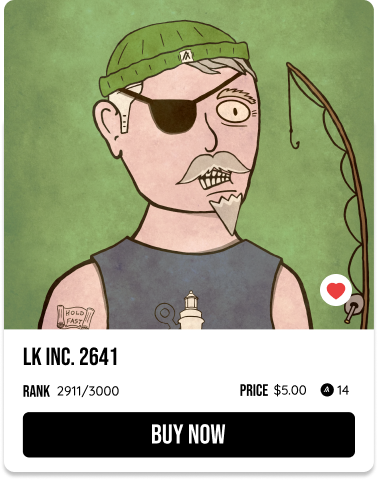 HOLD
FAST
LK INC. 2641
RANK 2911/3000 PRICE $5.00 14
BUY NOW